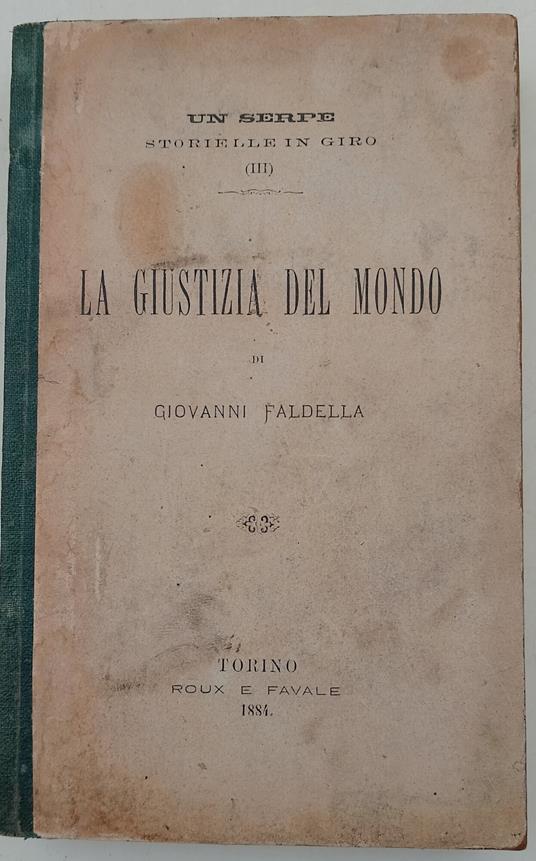 UN SERPE
STORIELLE IN GIRO
(III)
LA GIUSTIZIA DEL MONDO
DI
GIOVANNI FALDELLA
TORINO
ROUX E FAVALE
1884.